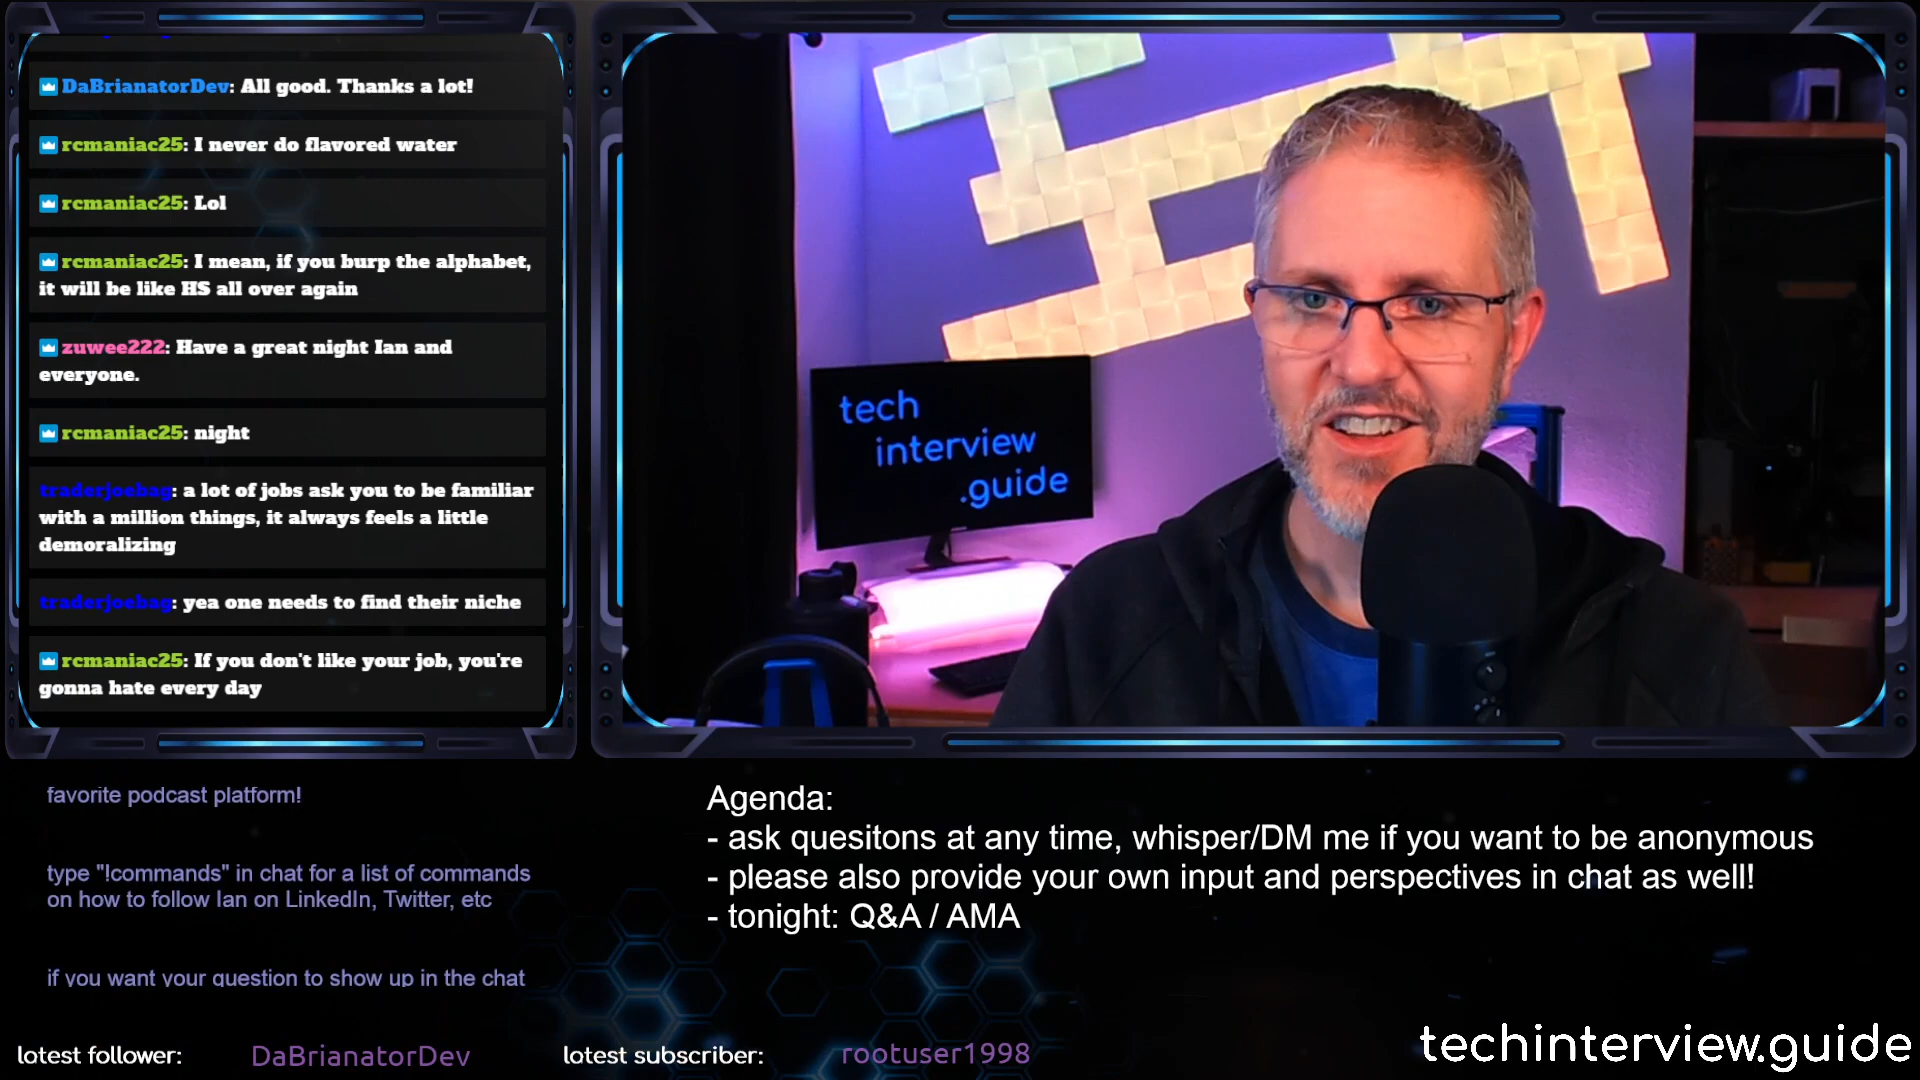 DaBrianatorDev: All good. Thanks a lot!
rcmaniac25: I never do flavored water
rcmaniac25: Lol
rcmaniac25: I mean, if you burp the alphabet,
it will be like HS all over again
zuwee222: Have a great night Ian and
everyone.
rcmaniac25: night
traderjoebag: a lot of jobs ask you to be familiar
with a million things, it always feels a little
demoralizing
traderjoebag: yea one needs to find their niche
rcmaniac25: If you don't like your job, you're
gonna hate every day
tech
interview
.guide
favorite podcast platform!
type "!commands" in chat for a list of commands
on how to follow Ian on LinkedIn, Twitter, etc
if you want your question to show up in the chat
Agenda:
- ask quesitons at any time, whisper/DM me if you want to be anonymous
- please also provide your own input and perspectives in chat as well!
- tonight: Q&A / AMA
latest follower: DaBrianatorDev
latest subscriber: rootuser1998
techinterview.guide